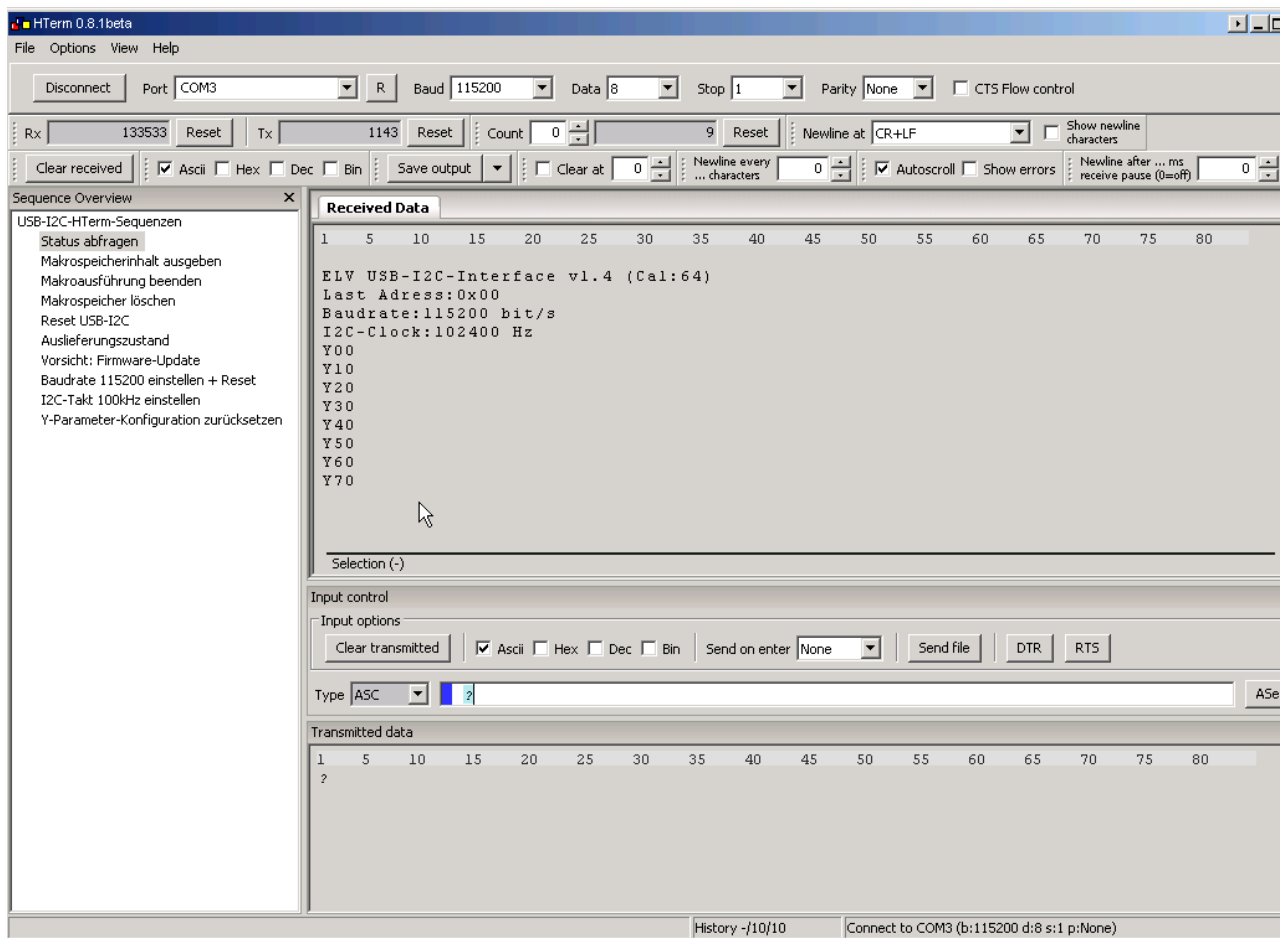 HTerm 0.8.1beta
File Options View Help
Disconnect Port COM3 R Baud 115200 Data 8 Stop 1 Parity None CTS Flow control
Rx 133533 Reset Tx 1143 Reset Count 0 9 Reset Newline at CR+LF Show newline characters
Clear received Ascii Hex Dec Bin Save output Clear at 0 Newline every ... characters 0 Autoscroll Show errors Newline after ... ms receive pause (0=off) 0
Sequence Overview
USB-I2C-HTerm-Sequenzen
Status abfragen
Makrospeicherinhalt ausgeben
Makroausführung beenden
Makrospeicher löschen
Reset USB-I2C
Auslieferungszustand
Vorsicht: Firmware-Update
Baudrate 115200 einstellen + Reset
I2C-Takt 100kHz einstellen
Y-Parameter-Konfiguration zurücksetzen
Received Data
1 5 10 15 20 25 30 35 40 45 50 55 60 65 70 75 80
ELV USB-I2C-Interface v1.4 (Cal:64)
Last Adress:0x00
Baudrate:115200 bit/s
I2C-Clock:102400 Hz
Y00
Y10
Y20
Y30
Y40
Y50
Y60
Y70
Selection (-)
Input control
Input options
Clear transmitted Ascii Hex Dec Bin Send on enter None Send file DTR RTS
Type ASC ? ASe
Transmitted data
1 5 10 15 20 25 30 35 40 45 50 55 60 65 70 75 80
?
History -/10/10 Connect to COM3 (b:115200 d:8 s:1 p:None)